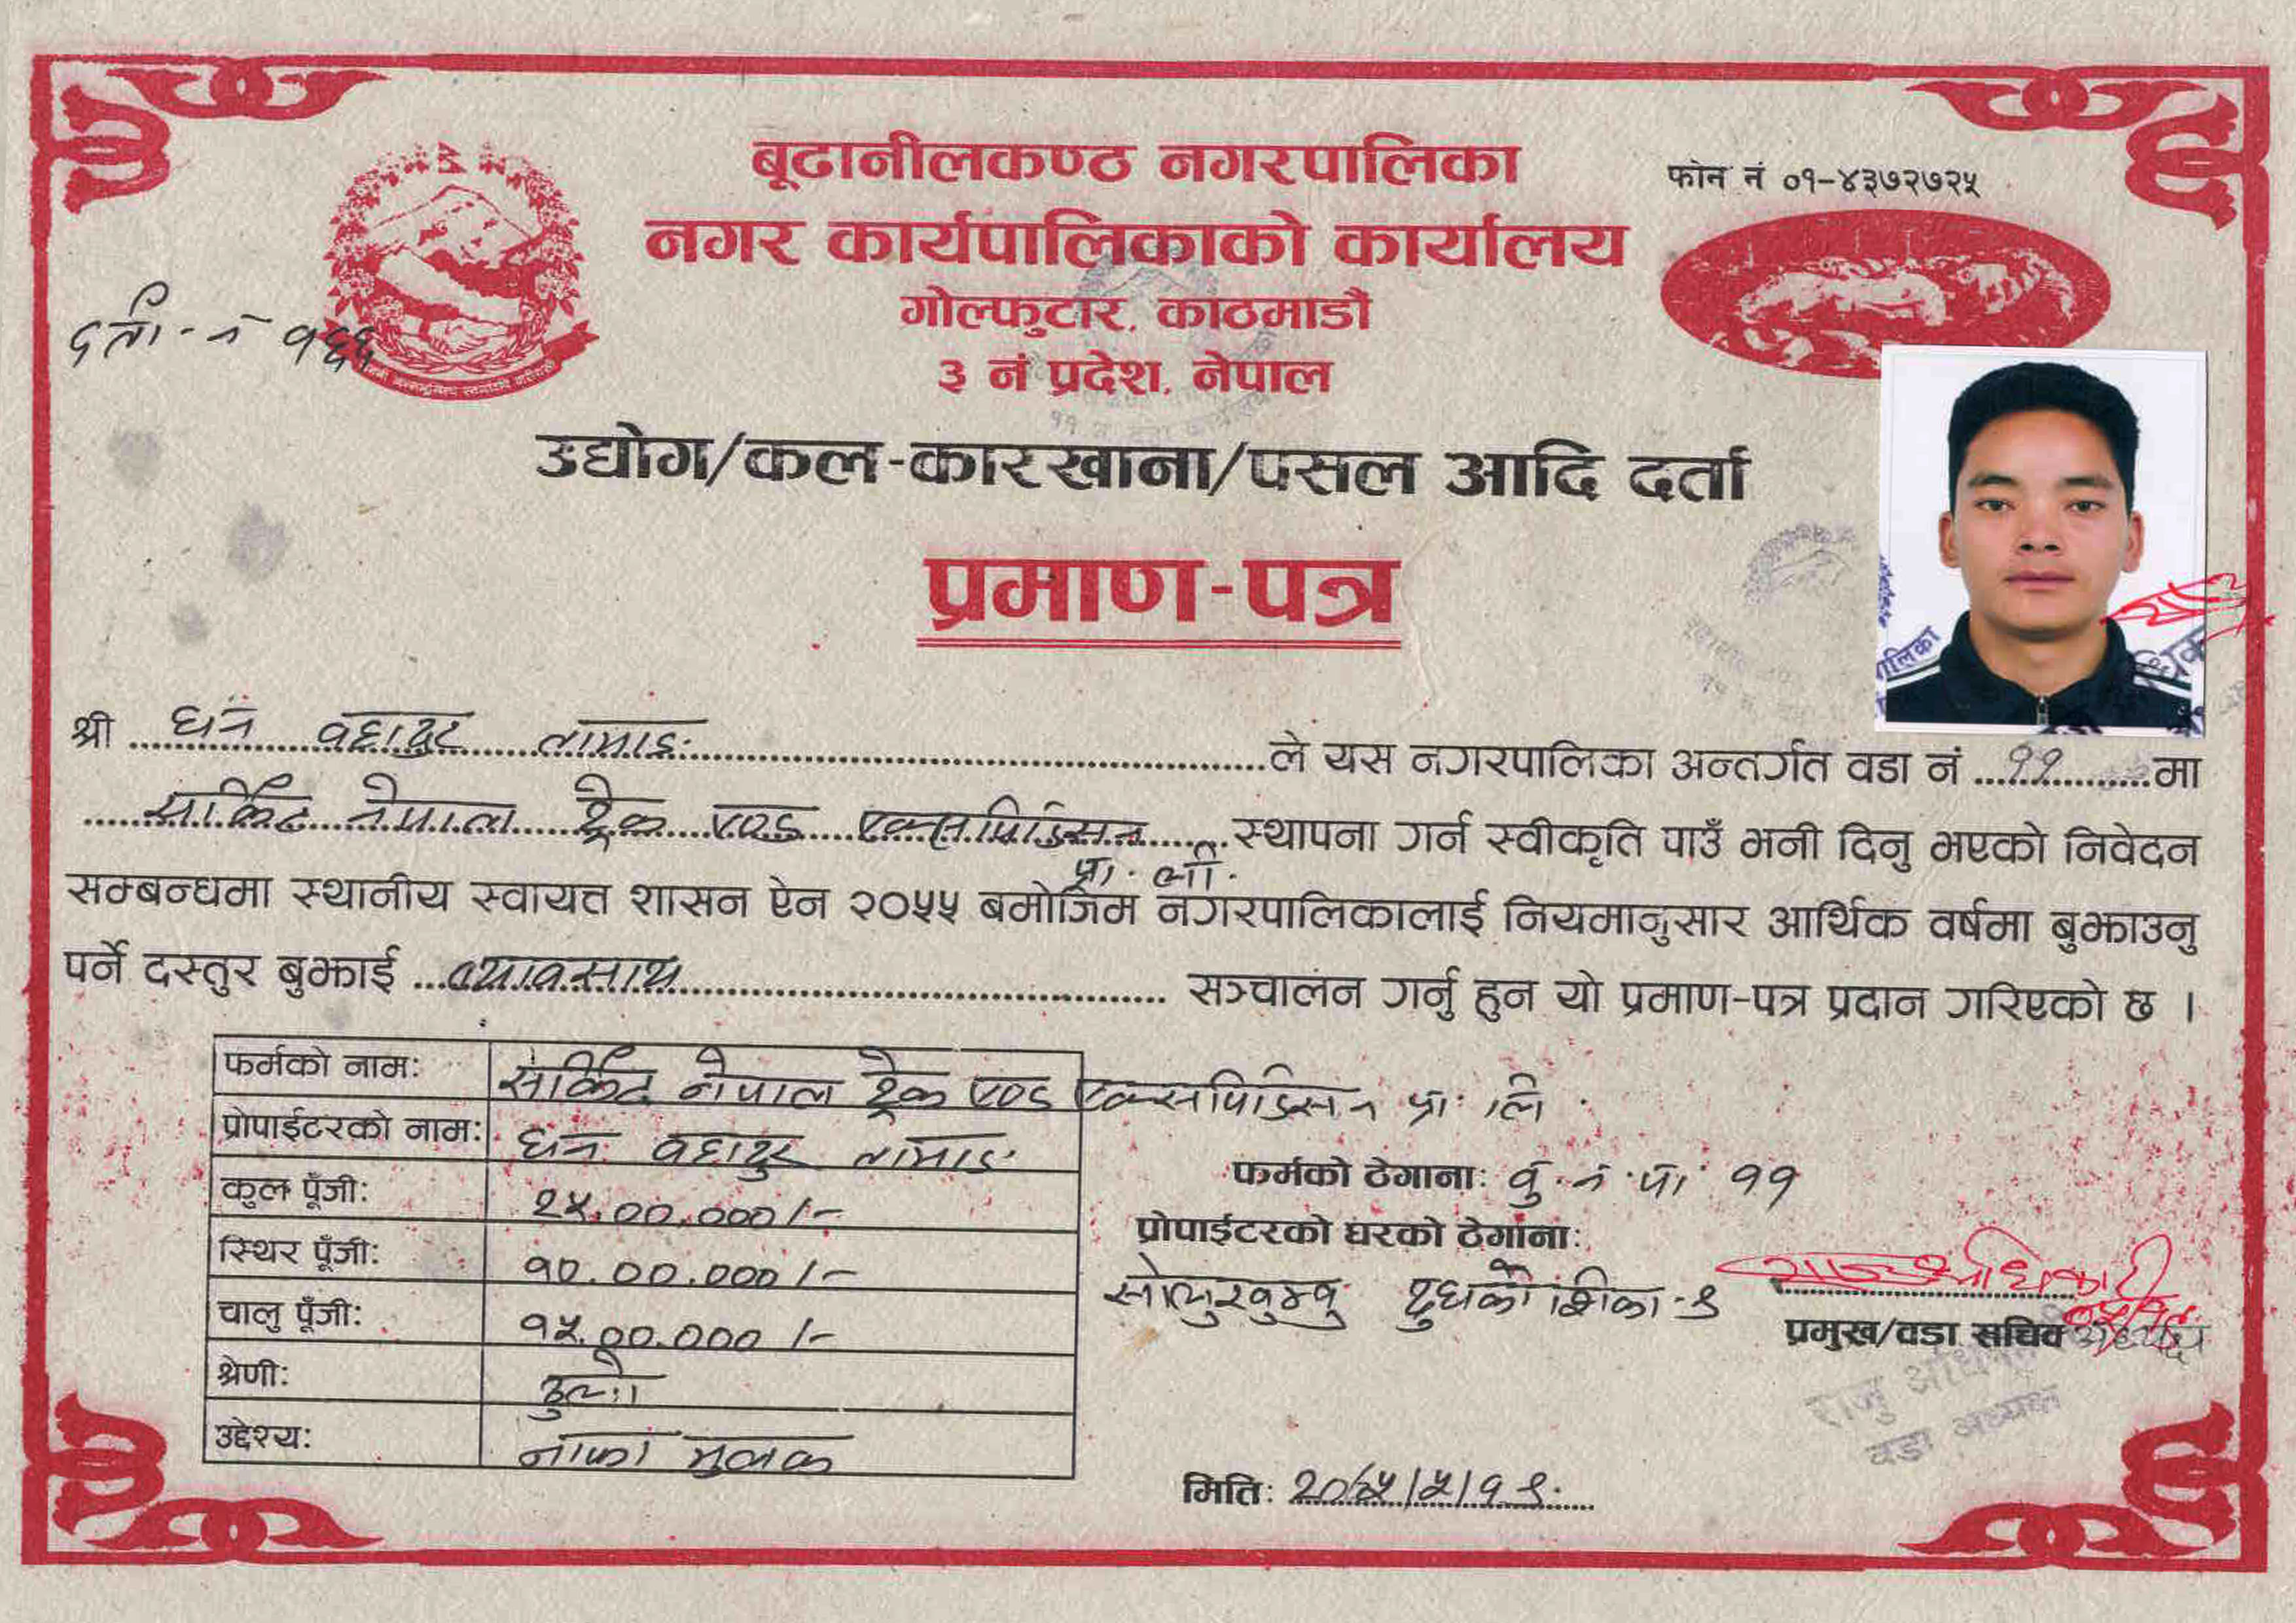 बूढानीलकण्ठ नगरपालिका
फोन नं ०१-४३७२७२५
नगर कार्यपालिकाको कार्यालय
गोल्फुटार, काठमाडौं
दर्ता - नं १६६
३ नं प्रदेश, नेपाल
उद्योग/कल-कारखाना/पसल आदि दर्ता
प्रमाण-पत्र
श्री धन बहादुर तामाङ ले यस नगरपालिका अन्तर्गत वडा नं ११ मा
सर्किट नेपाल ट्रेक एण्ड एक्सपिडिसन स्थापना गर्न स्वीकृति पाउँ भनी दिनु भएको निवेदन
प्रा. ली.
सम्बन्धमा स्थानीय स्वायत्त शासन ऐन २०५५ बमोजिम नगरपालिकालाई नियमानुसार आर्थिक वर्षमा बुझाउनु
पर्ने दस्तुर बुझाई व्यावसाय सञ्चालन गर्नु हुन यो प्रमाण-पत्र प्रदान गरिएको छ ।
फर्मको नाम: सर्किट नेपाल ट्रेक एण्ड एक्सपिडिसन प्रा. लि.
प्रोपाईटरको नाम: धन बहादुर तामाङ
कुल पूँजी: २५,००,०००/-
स्थिर पूँजी: १०,००,०००/-
चालु पूँजी: १५,००,०००/-
श्रेणी: ठुलो
उद्देश्य: नाफा मुलक
फर्मको ठेगाना: वु. न. पा. ११
प्रोपाईटरको घरको ठेगाना:
सोलुखुम्बु दुधकौशिका - ९
प्रमुख/वडा सचिव
राजु अधिकारी
वडा अध्यक्ष
मिति: २०७५/५/१९